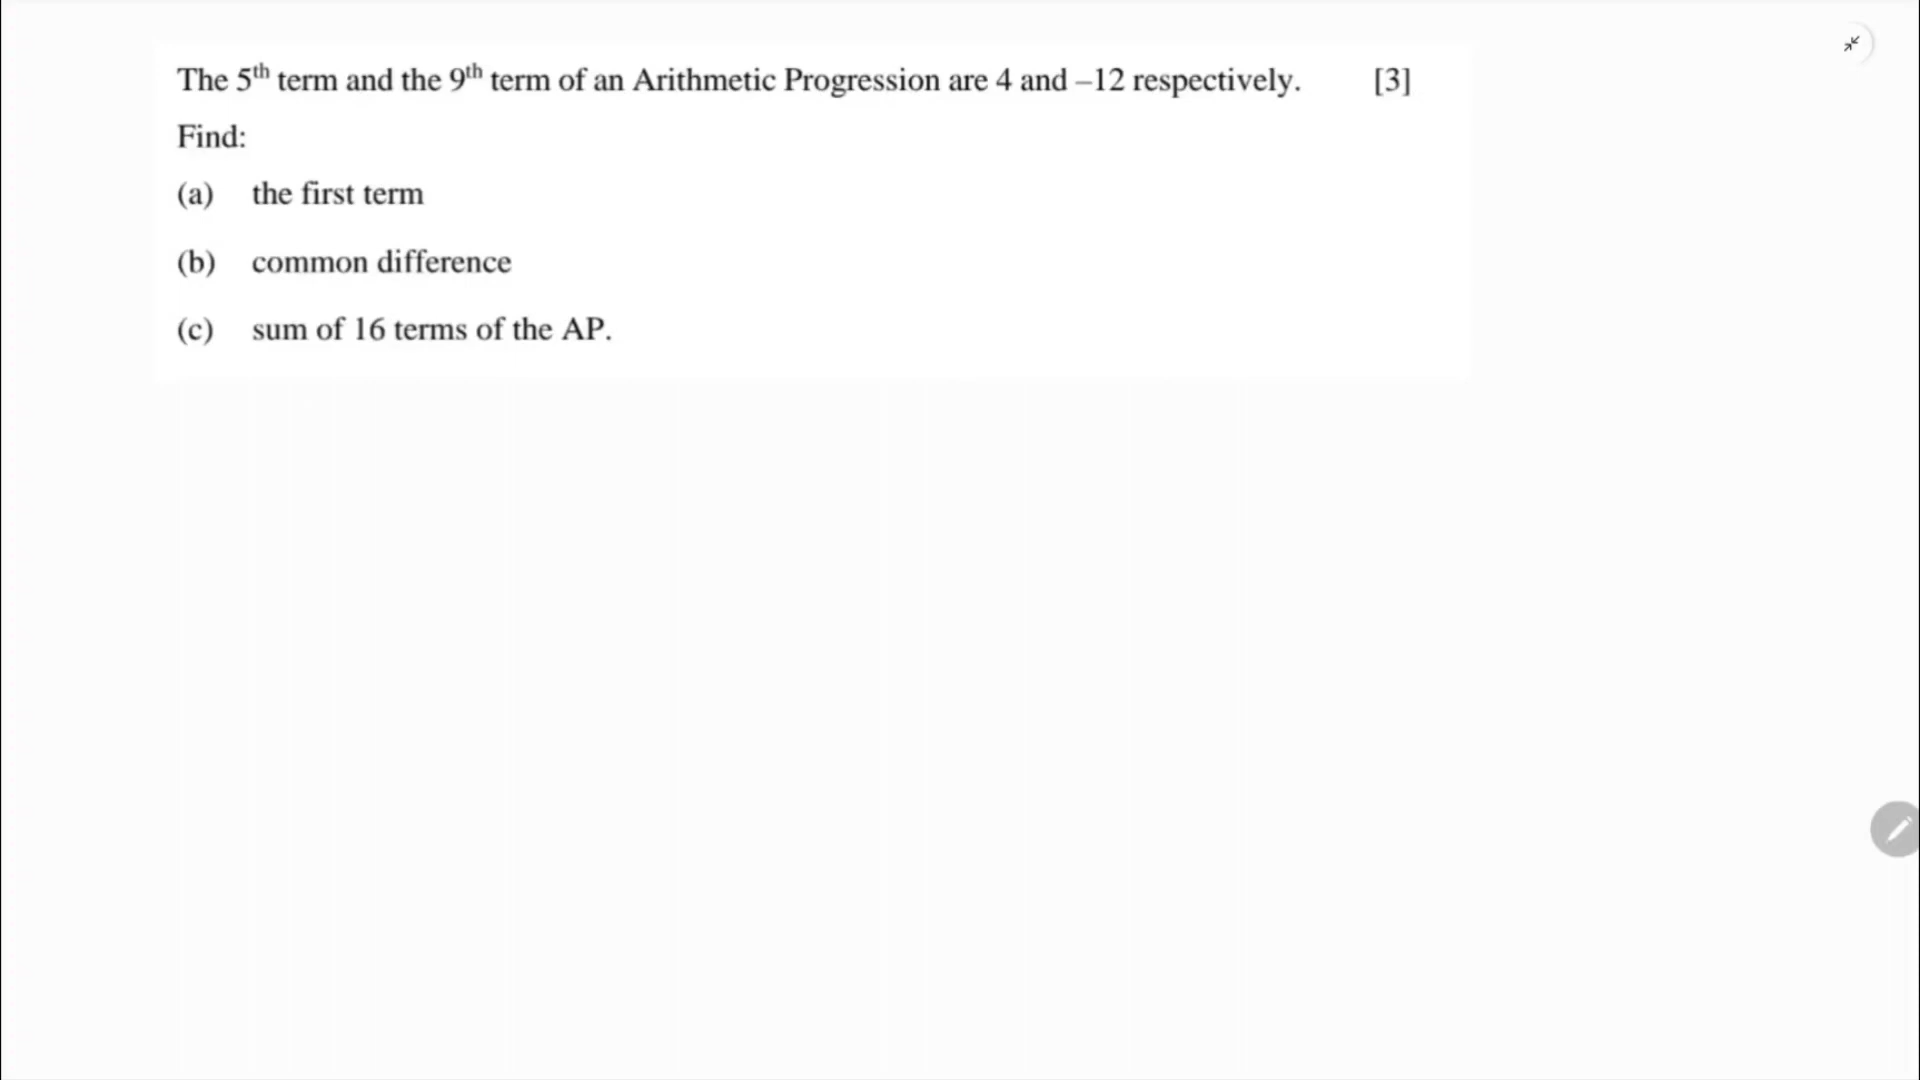 The 5th term and the 9th term of an Arithmetic Progression are 4 and –12 respectively. [3]
Find:
(a) the first term
(b) common difference
(c) sum of 16 terms of the AP.